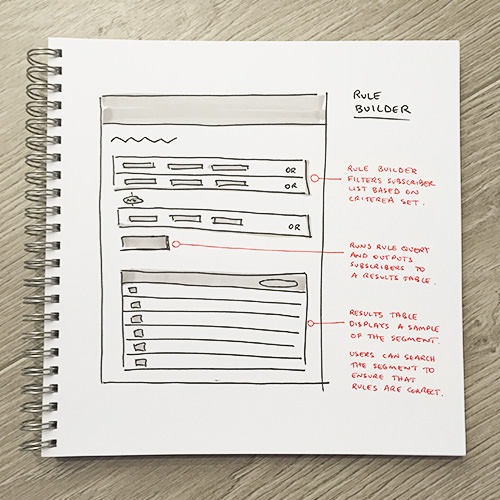 RULE
BUILDER
OR
OR
AND
OR
RULE BUILDER
FILTERS SUBSCRIBER
LIST BASED ON
CRITEREA SET.
RUNS RULE QUERY
AND OUTPUTS
SUBSCRIBERS TO
A RESULTS TABLE.
RESULTS TABLE
DISPLAYS A SAMPLE
OF THE SEGMENT.
USERS CAN SEARCH
THE SEGMENT TO
ENSURE THAT
RULES ARE CORRECT.